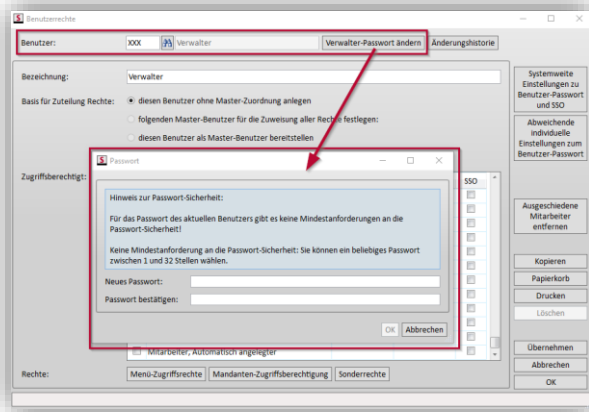 Benutzerrechte
Benutzer: XXX Verwalter Verwalter-Passwort ändern Änderungshistorie
Bezeichnung: Verwalter
Basis für Zuteilung Rechte: diesen Benutzer ohne Master-Zuordnung anlegen
folgenden Master-Benutzer für die Zuweisung aller Rechte festlegen:
diesen Benutzer als Master-Benutzer bereitstellen
Zugriffsberechtigt:
SSO
Passwort
Hinweis zur Passwort-Sicherheit:
Für das Passwort des aktuellen Benutzers gibt es keine Mindestanforderungen an die
Passwort-Sicherheit!
Keine Mindestanforderung an die Passwort-Sicherheit: Sie können ein beliebiges Passwort
zwischen 1 und 32 Stellen wählen.
Neues Passwort:
Passwort bestätigen:
OK Abbrechen
Mitarbeiter, Automatisch angelegter
Rechte: Menü-Zugriffsrechte Mandanten-Zugriffsberechtigung Sonderrechte
Systemweite
Einstellungen zu
Benutzer-Passwort
und SSO
Abweichende
individuelle
Einstellungen zum
Benutzer-Passwort
Ausgeschiedene
Mitarbeiter
entfernen
Kopieren
Papierkorb
Drucken
Löschen
Übernehmen
Abbrechen
OK